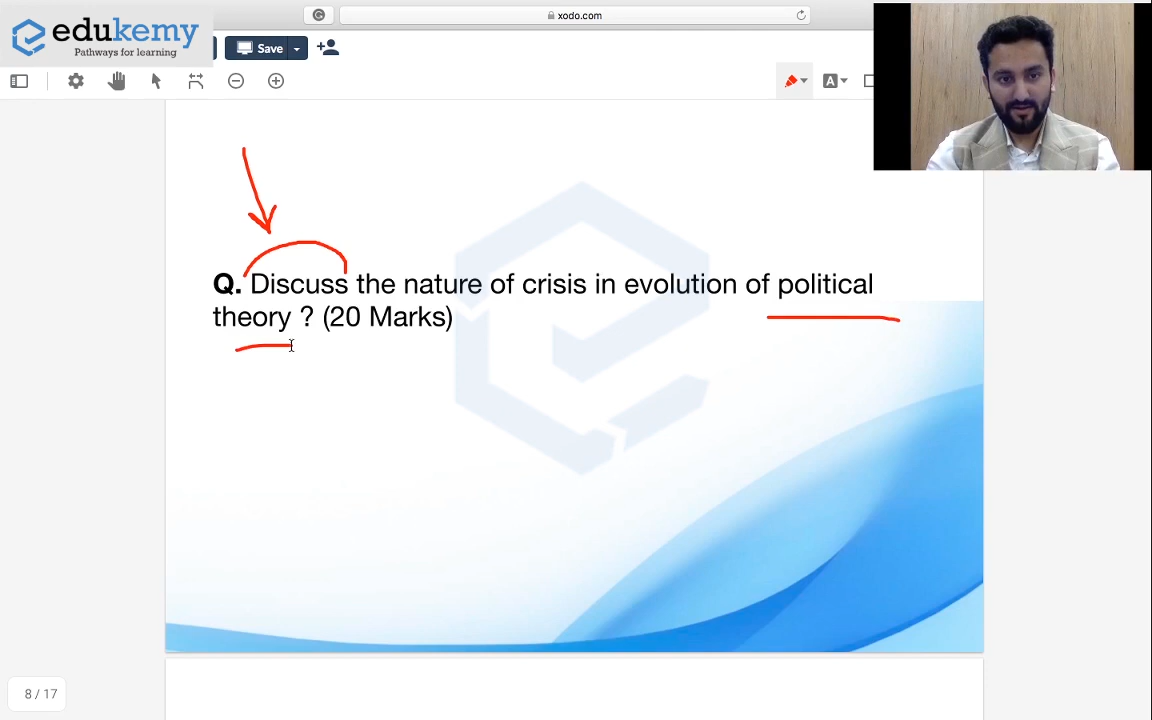 edukemy
Pathways for learning
xodo.com
Save
A
Q. Discuss the nature of crisis in evolution of political
theory ? (20 Marks)
8 / 17